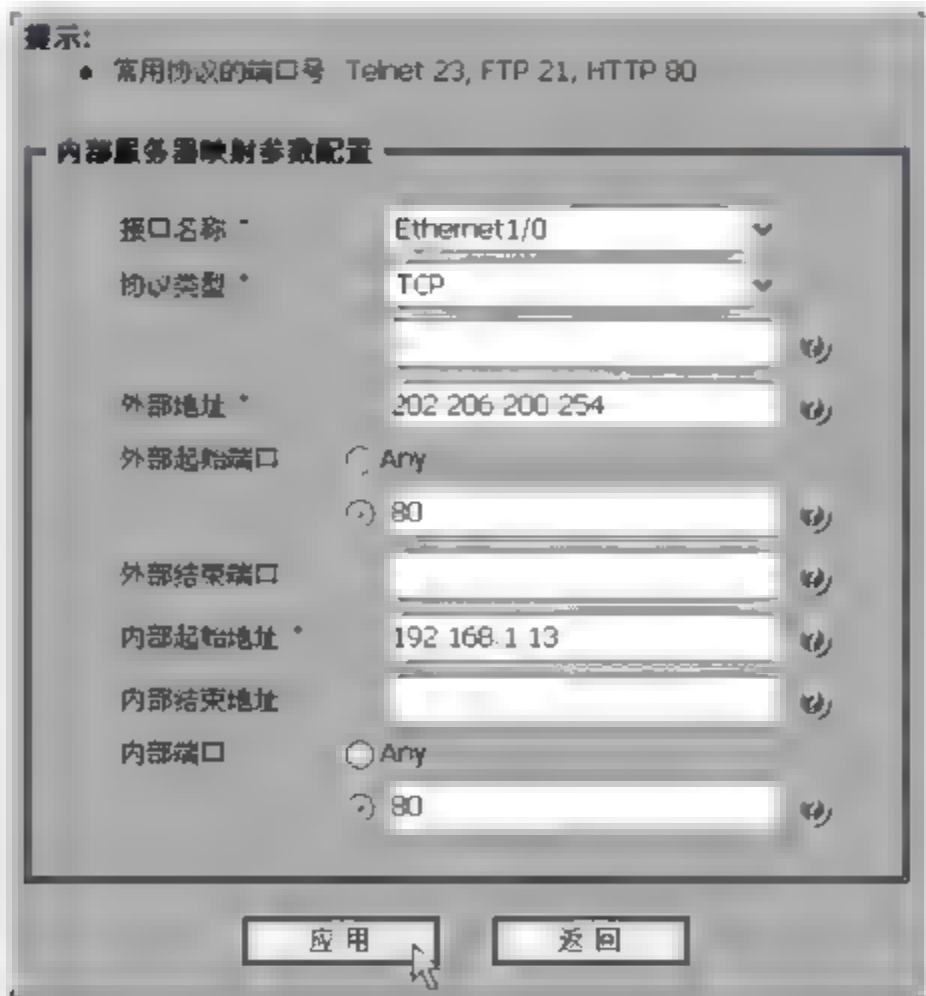 提示:
• 常用协议的端口号 Telnet 23, FTP 21, HTTP 80
内部服务器映射参数配置
接口名称 * Ethernet1/0
协议类型 * TCP
外部地址 * 202 206 200 254
外部起始端口 Any
80
外部结束端口
内部起始地址 * 192 168.1 13
内部结束地址
内部端口 Any
80
应用 返回